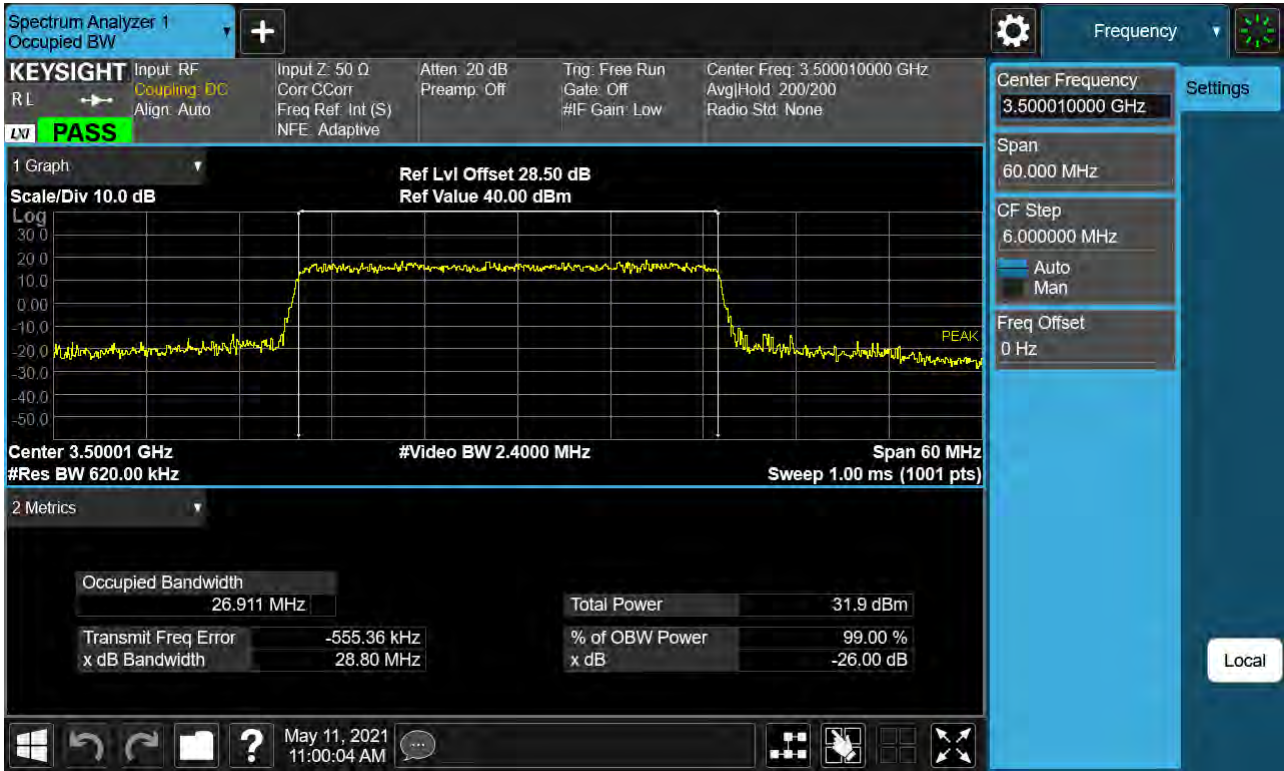 Spectrum Analyzer 1
Occupied BW
Frequency
KEYSIGHT
RL
LXI
PASS
Input: RF
Coupling: DC
Align: Auto
Input Z: 50 Ω
Corr CCorr
Freq Ref: Int (S)
NFE: Adaptive
Atten: 20 dB
Preamp: Off
Trig: Free Run
Gate: Off
#IF Gain: Low
Center Freq: 3.500010000 GHz
Avg|Hold: 200/200
Radio Std: None
Center Frequency
3.500010000 GHz
Settings
Span
60.000 MHz
CF Step
6.000000 MHz
Auto
Man
Freq Offset
0 Hz
Local
1 Graph
Scale/Div 10.0 dB
Ref Lvl Offset 28.50 dB
Ref Value 40.00 dBm
Log
30.0
20.0
10.0
0.00
-10.0
-20.0
-30.0
-40.0
-50.0
PEAK
Center 3.50001 GHz
#Video BW 2.4000 MHz
Span 60 MHz
#Res BW 620.00 kHz
Sweep 1.00 ms (1001 pts)
2 Metrics
Occupied Bandwidth
26.911 MHz
Total Power 31.9 dBm
Transmit Freq Error -555.36 kHz
% of OBW Power 99.00 %
x dB Bandwidth 28.80 MHz
x dB -26.00 dB
May 11, 2021
11:00:04 AM